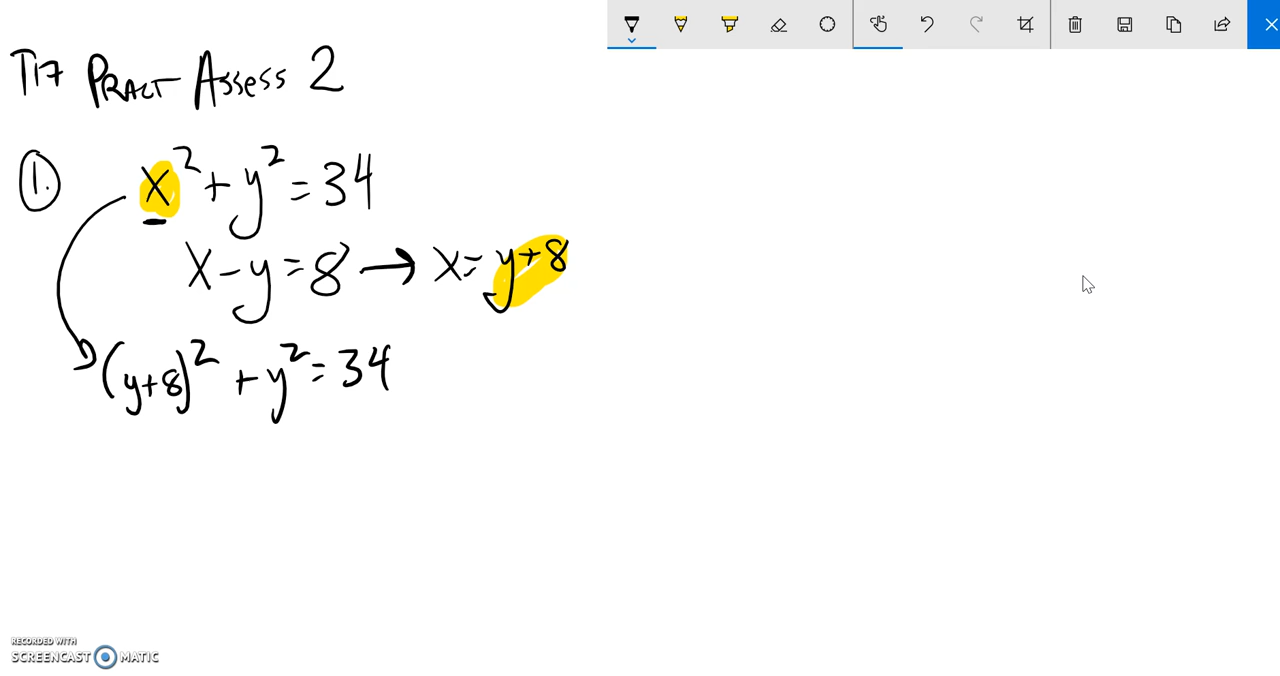 T17 PRACT ASSESS 2
1. x² + y² = 34
x - y = 8 → x = y + 8
(y+8)² + y² = 34
RECORDED WITH
SCREENCAST MATIC